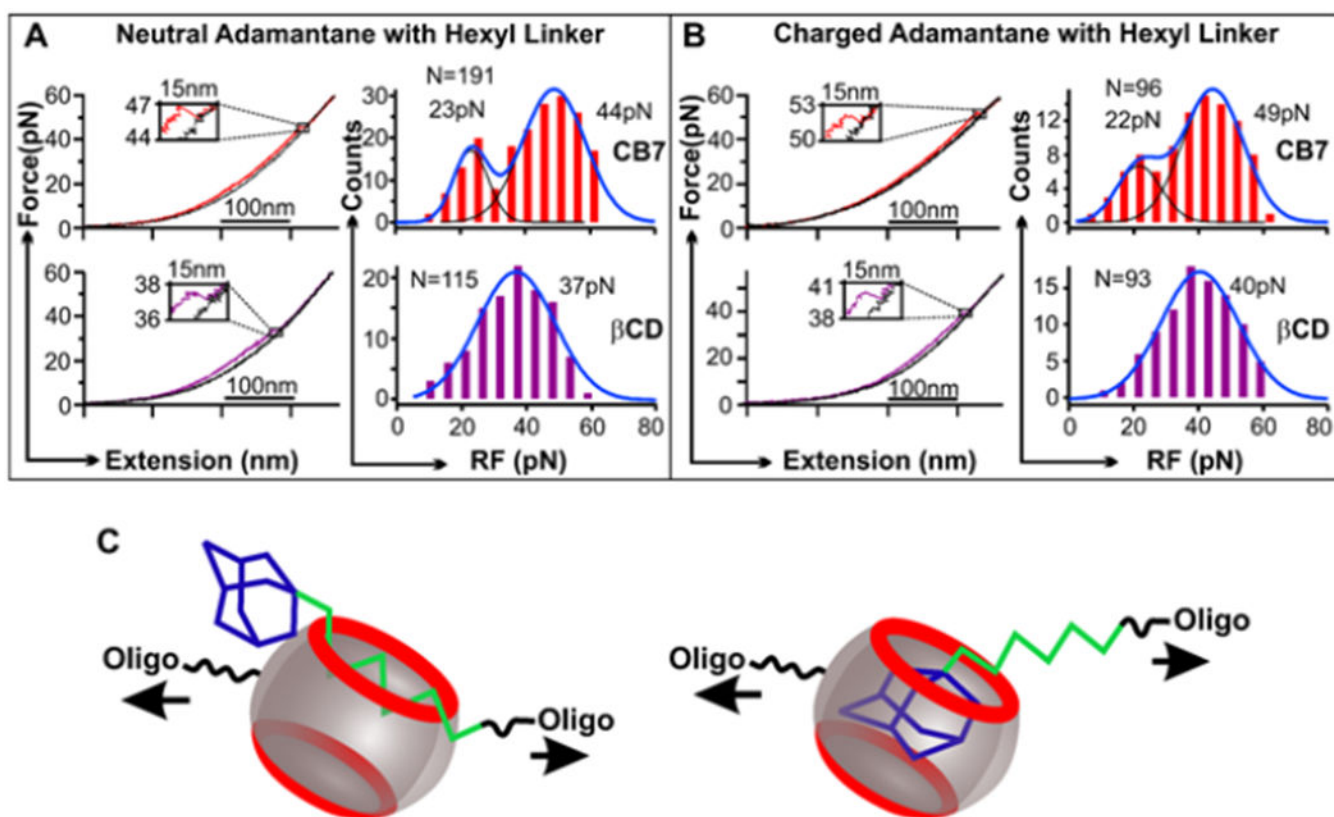 A Neutral Adamantane with Hexyl Linker
Force(pN)
60
40
20
0
15nm
47
44
100nm
Counts
30
20
10
0
N=191
23pN
44pN
CB7
60
40
20
0
15nm
38
36
100nm
Extension (nm)
20
10
0
N=115
37pN
βCD
0 20 40 60 80
RF (pN)
B Charged Adamantane with Hexyl Linker
Force(pN)
60
40
20
0
15nm
53
50
100nm
Counts
12
8
4
0
N=96
22pN
49pN
CB7
40
20
0
15nm
41
38
100nm
Extension (nm)
15
10
5
0
N=93
40pN
βCD
0 20 40 60 80
RF (pN)
C
Oligo
Oligo
Oligo
Oligo